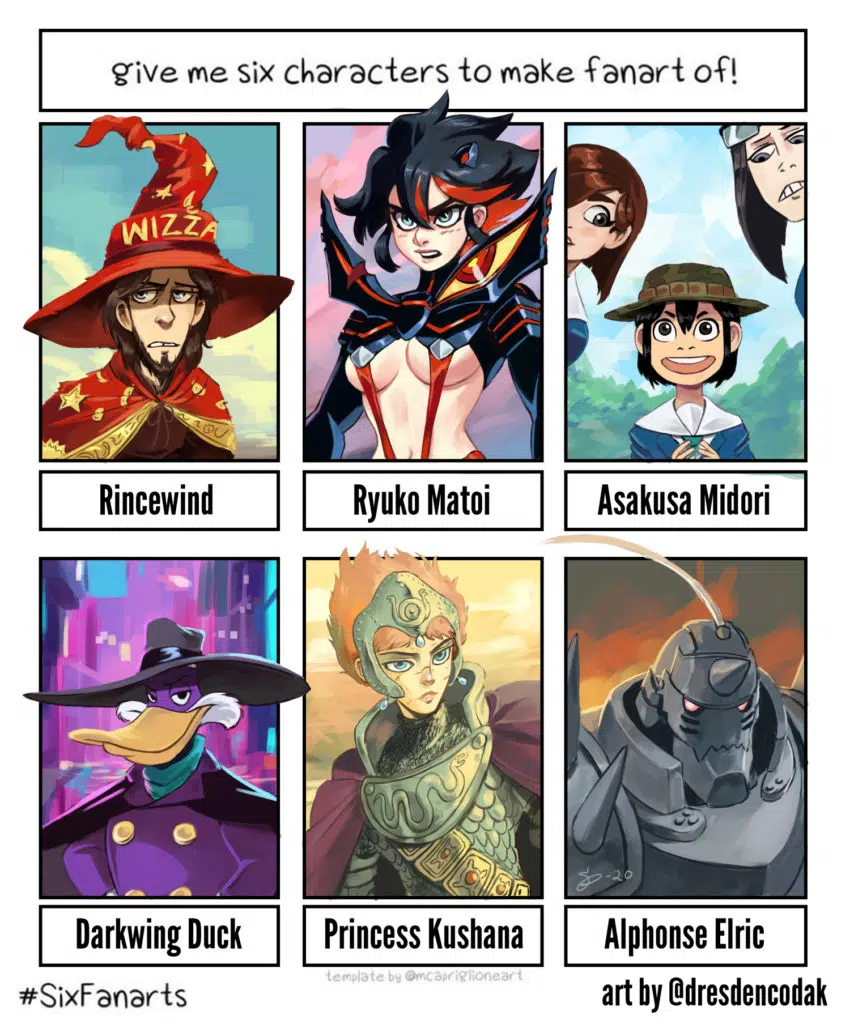 give me six characters to make fanart of!
WIZZA
Rincewind
Ryuko Matoi
Asakusa Midori
Darkwing Duck
Princess Kushana
Alphonse Elric
-20
template by @mcapriglioneart
#SixFanarts
art by @dresdencodak